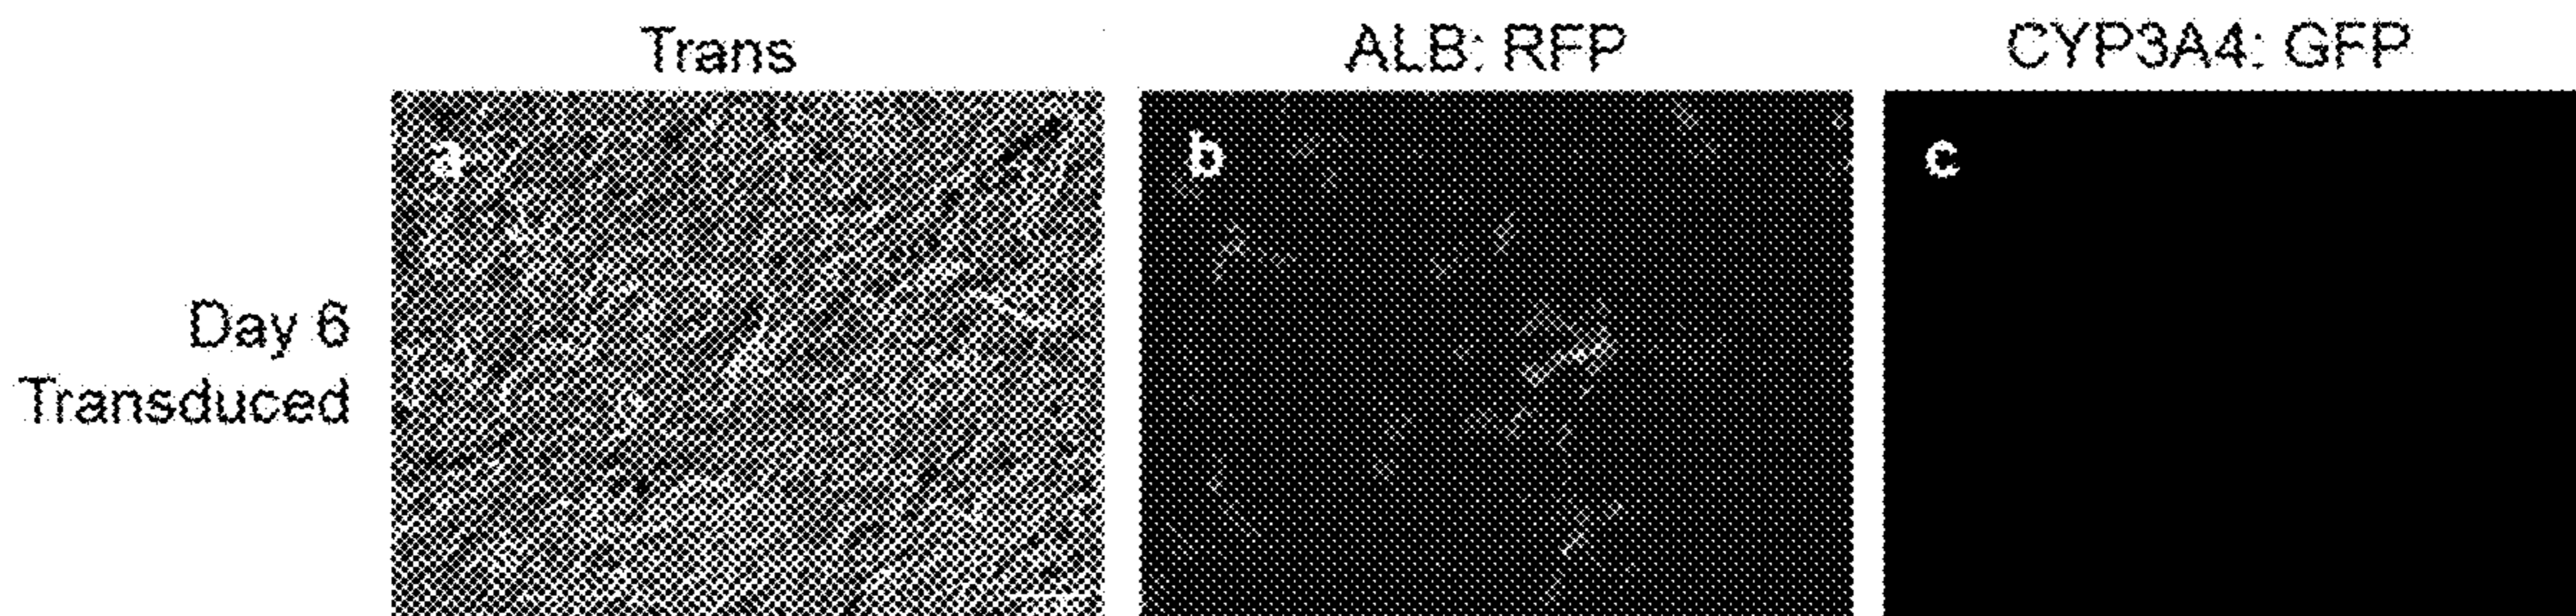 Trans
ALB: RFP
CYP3A4: GFP
a
b
c
Day 6
Transduced